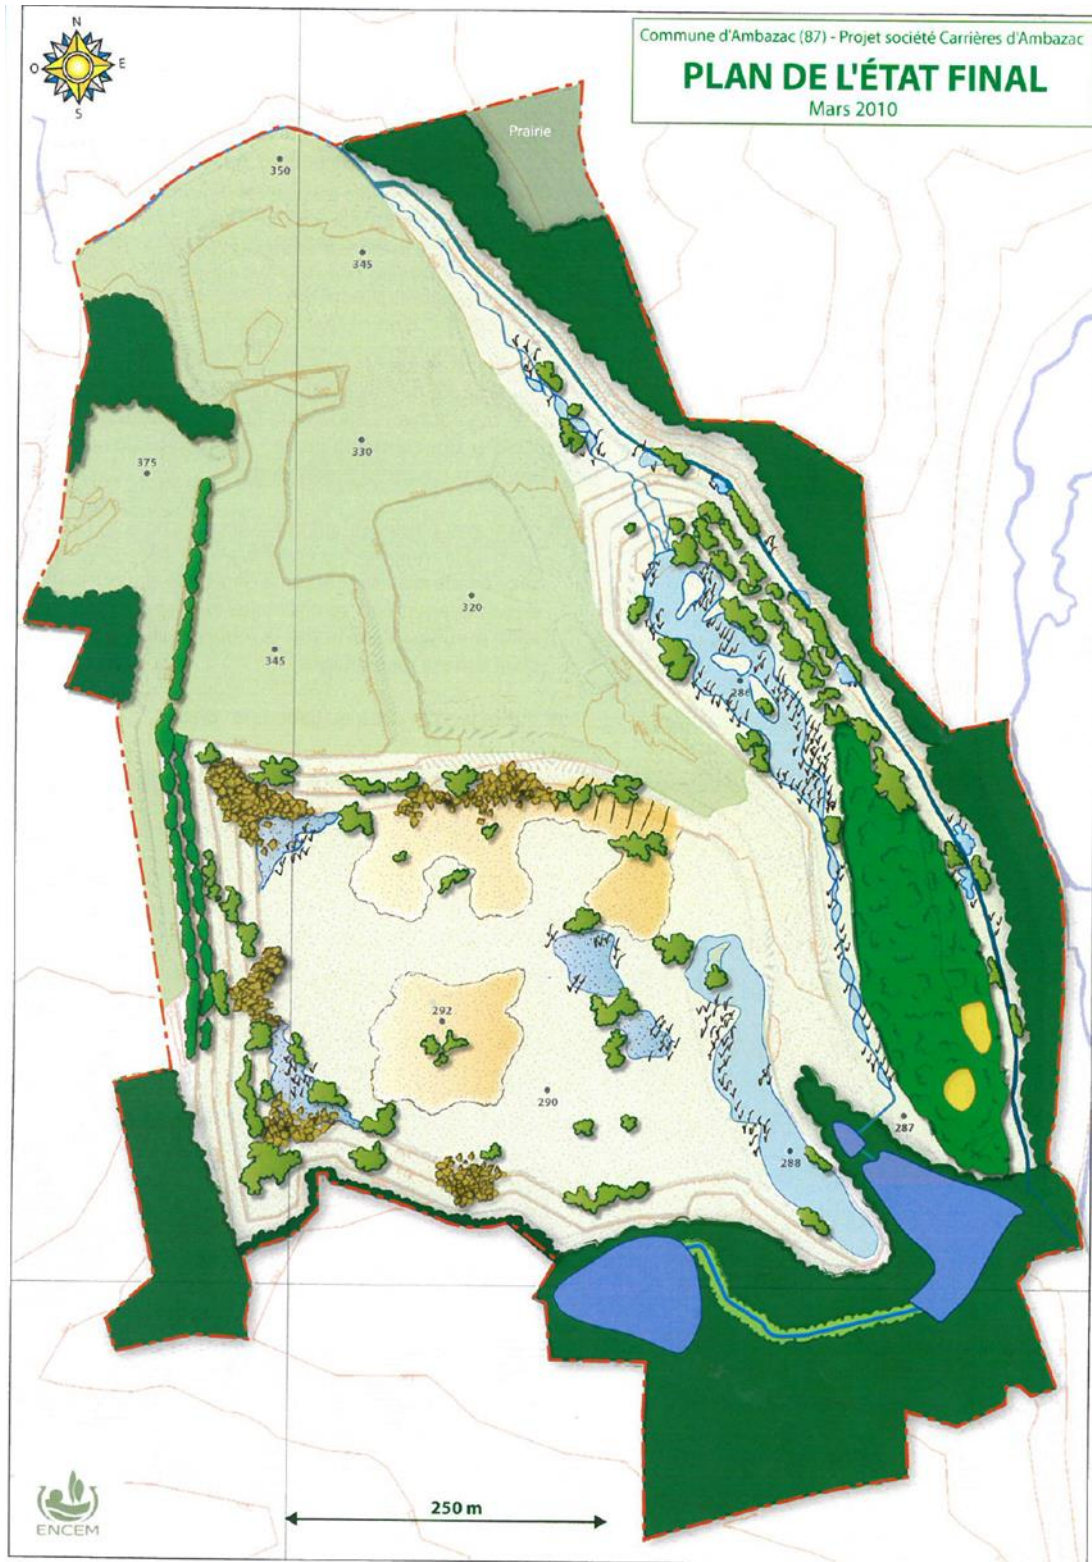 N
O
E
S
Commune d'Ambazac (87) - Projet société Carrières d'Ambazac
PLAN DE L'ÉTAT FINAL
Mars 2010
Prairie
350
345
375
330
320
345
286
292
290
287
288
250 m
ENCEM